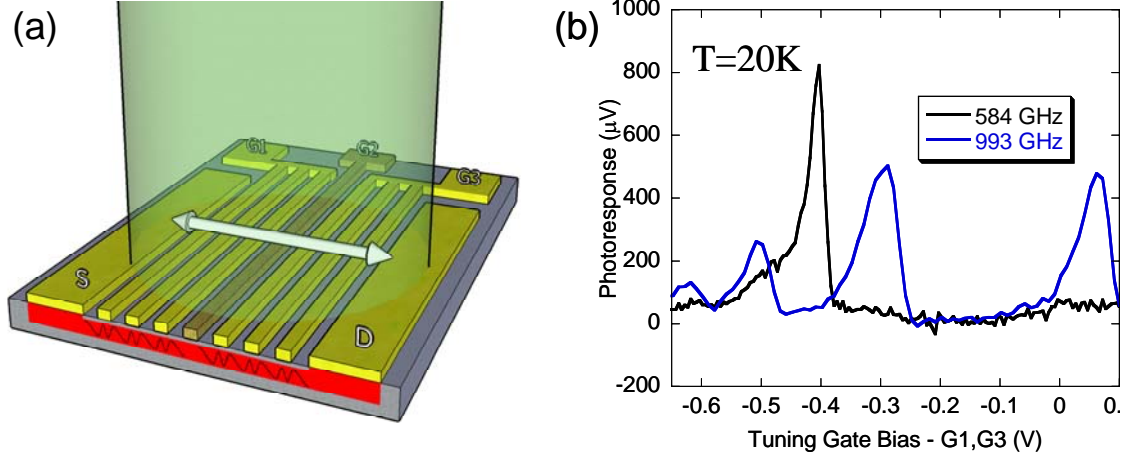 (a)
G1
G2
G3
S
D
(b)
1000
800
600
400
200
0
-200
Photoresponse (μV)
T=20K
584 GHz
993 GHz
-0.6
-0.5
-0.4
-0.3
-0.2
-0.1
0
0.
Tuning Gate Bias - G1,G3 (V)